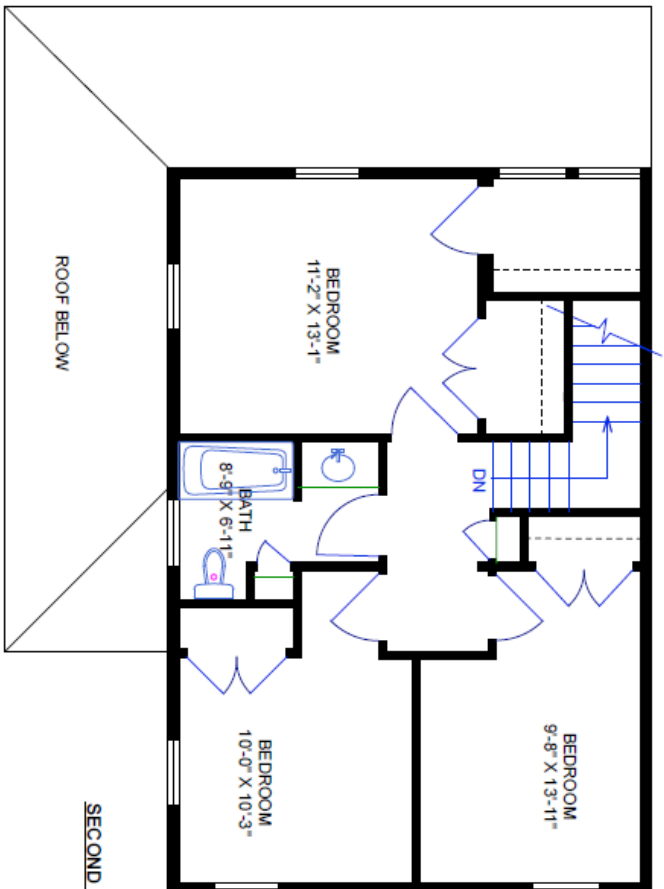 BEDROOM
11'-2" X 13'-1"
ROOF BELOW
DN
BATH
8'-9" X 6'-11"
BEDROOM
9'-8" X 13'-11"
BEDROOM
10'-0" X 10'-3"
SECOND